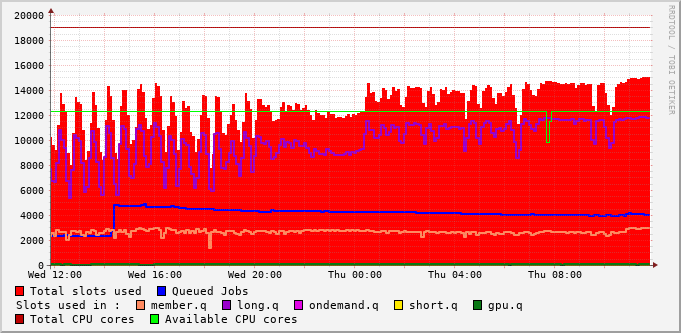 20000
18000
16000
14000
12000
10000
8000
6000
4000
2000
0
Wed 12:00 Wed 16:00 Wed 20:00 Thu 00:00 Thu 04:00 Thu 08:00
Total slots used Queued Jobs
Slots used in : member.q long.q ondemand.q short.q gpu.q
Total CPU cores Available CPU cores
RRDTOOL / TOBI OETIKER